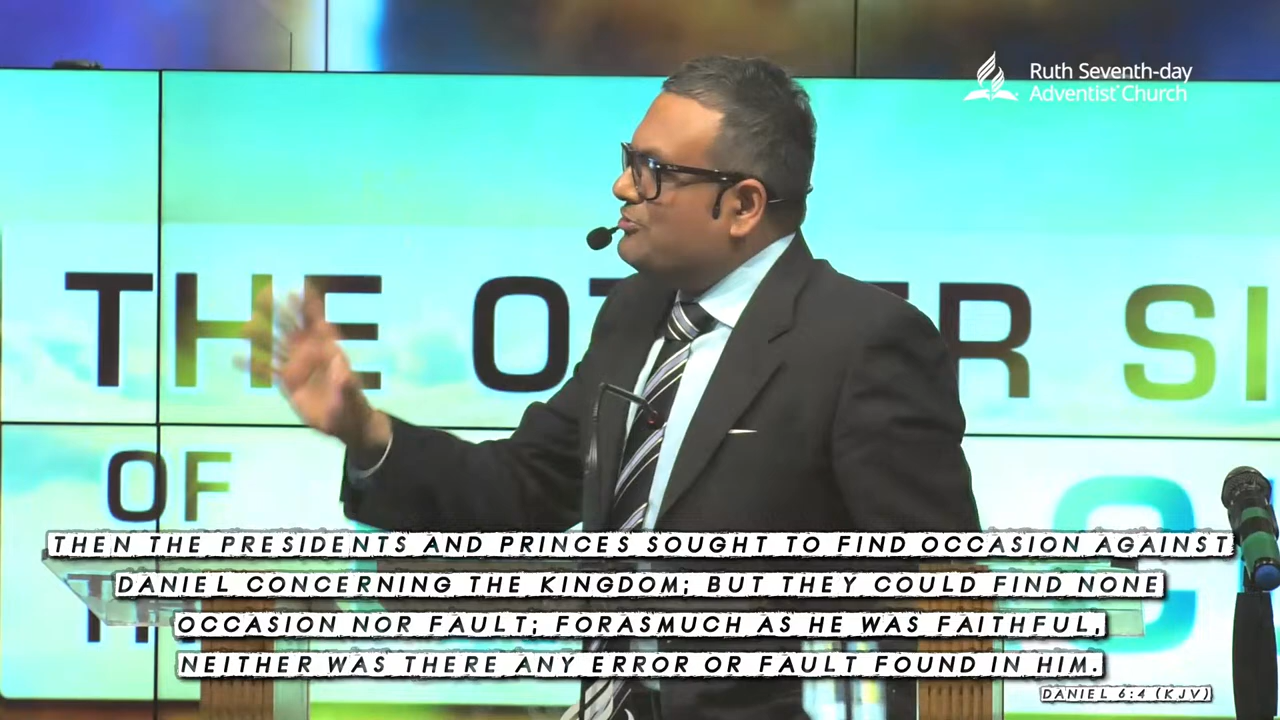 Ruth Seventh-day
Adventist Church
THE OTHER SI
OF
THEN THE PRESIDENTS AND PRINCES SOUGHT TO FIND OCCASION AGAINST
DANIEL CONCERNING THE KINGDOM; BUT THEY COULD FIND NONE
OCCASION NOR FAULT; FORASMUCH AS HE WAS FAITHFUL,
NEITHER WAS THERE ANY ERROR OR FAULT FOUND IN HIM.
DANIEL 6:4 (KJV)